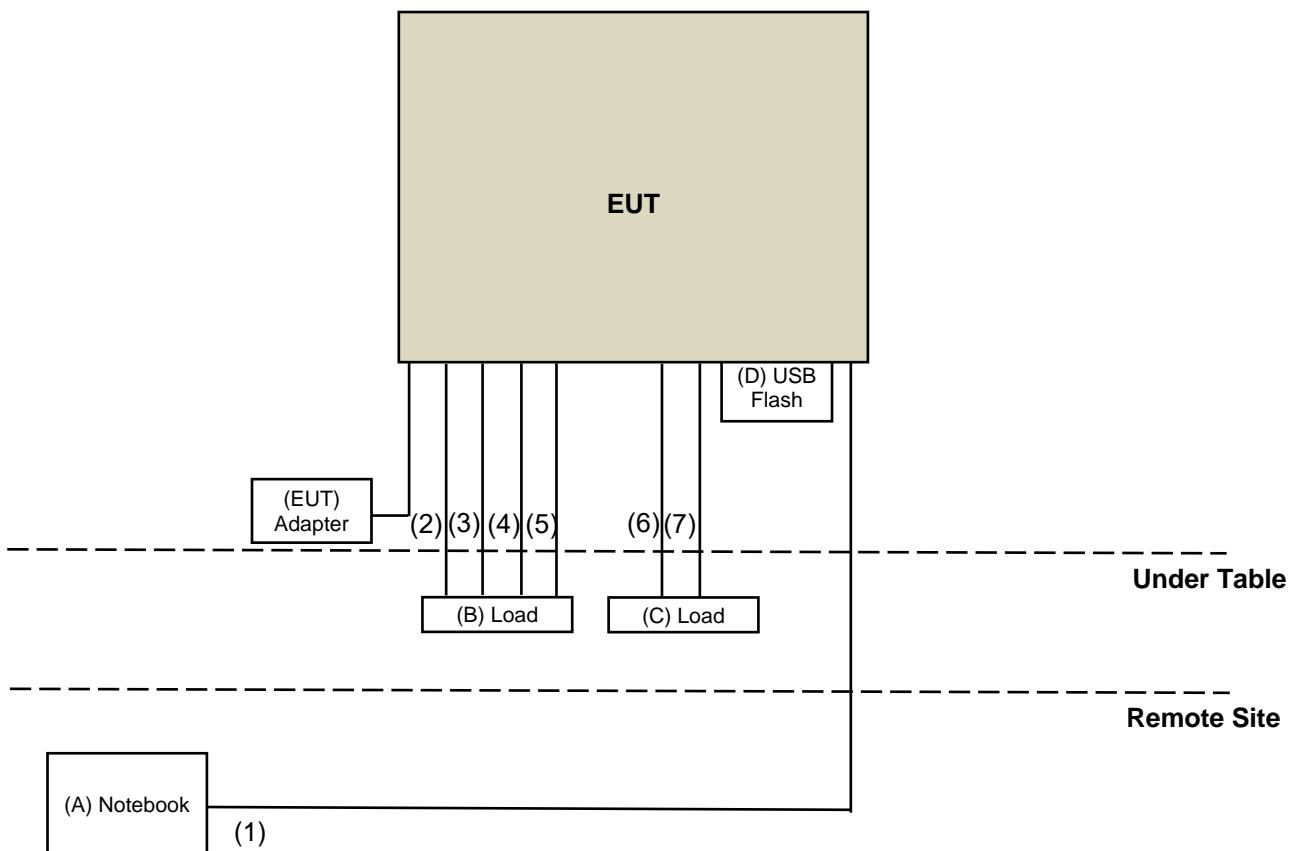 EUT
(D) USB
Flash
(EUT)
Adapter
(2) (3) (4) (5) (6) (7)
Under Table
(B) Load (C) Load
Remote Site
(A) Notebook
(1)